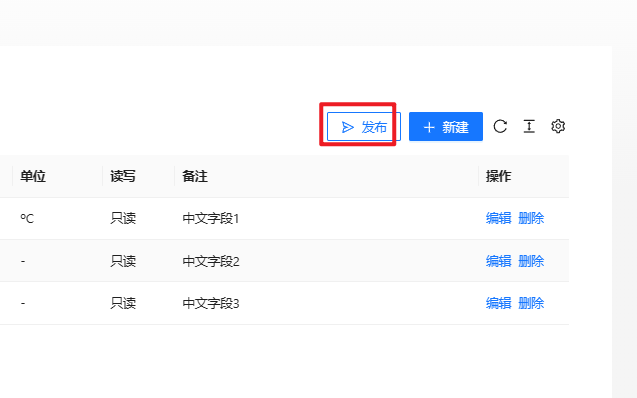 发布 新建
单位 读写 备注 操作
°C 只读 中文字段1 编辑 删除
- 只读 中文字段2 编辑 删除
- 只读 中文字段3 编辑 删除